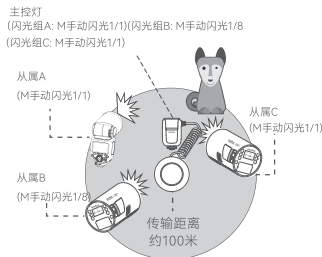 主控灯
(闪光组A: M手动闪光1/1)(闪光组B: M手动闪光1/8
(闪光组C: M手动闪光1/1)
从属A
(M手动闪光1/1)
从属C
(M手动闪光1/1)
从属B
(M手动闪光1/8)
传输距离
约100米